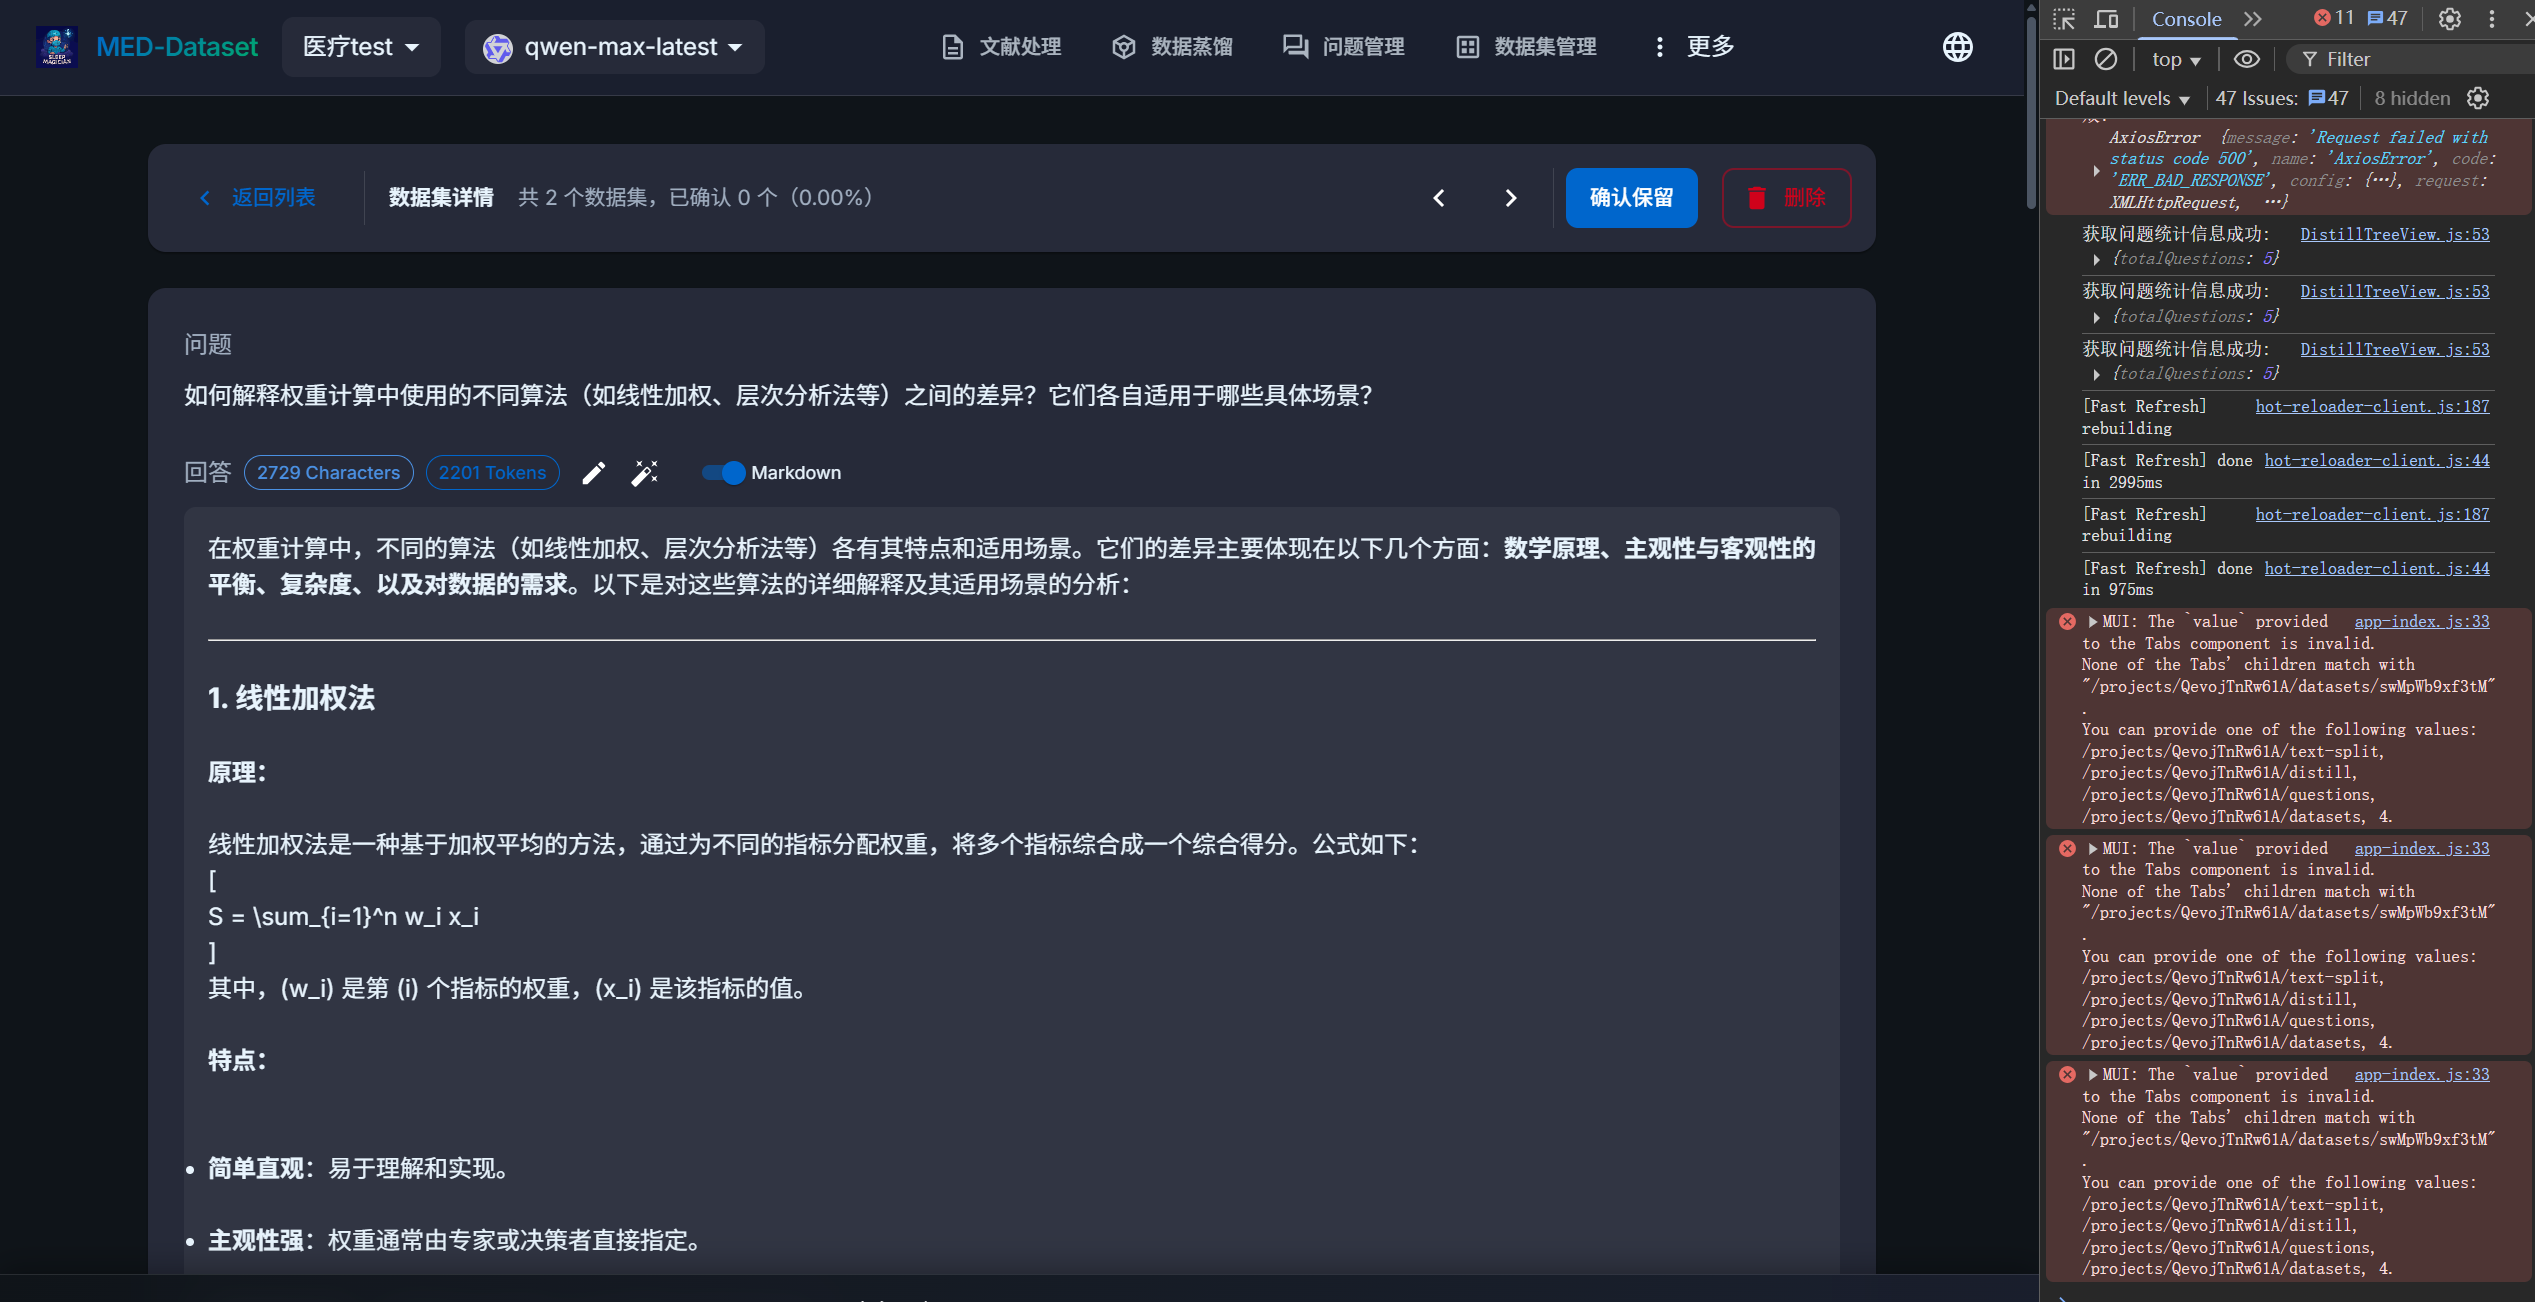 MED-Dataset
医疗test
qwen-max-latest
文献处理
数据蒸馏
问题管理
数据集管理
更多
返回列表
数据集详情
共 2 个数据集，已确认 0 个（0.00%）
确认保留
删除
问题
如何解释权重计算中使用的不同算法（如线性加权、层次分析法等）之间的差异？它们各自适用于哪些具体场景？
回答
2729 Characters
2201 Tokens
Markdown
在权重计算中，不同的算法（如线性加权、层次分析法等）各有其特点和适用场景。它们的差异主要体现在以下几个方面：数学原理、主观性与客观性的
平衡、复杂度、以及对数据的需求。以下是对这些算法的详细解释及其适用场景的分析：
1. 线性加权法
原理：
线性加权法是一种基于加权平均的方法，通过为不同的指标分配权重，将多个指标综合成一个综合得分。公式如下：
[
S = \sum_{i=1}^n w_i x_i
]
其中，(w_i) 是第 (i) 个指标的权重，(x_i) 是该指标的值。
特点：
• 简单直观：易于理解和实现。
• 主观性强：权重通常由专家或决策者直接指定。
Console
11
47
top
Filter
Default levels
47 Issues:
47
8 hidden
AxiosError {message: 'Request failed with
status code 500', name: 'AxiosError', code:
'ERR_BAD_RESPONSE', config: {…}, request:
XMLHttpRequest, …}
获取问题统计信息成功: DistillTreeView.js:53
{totalQuestions: 5}
获取问题统计信息成功: DistillTreeView.js:53
{totalQuestions: 5}
获取问题统计信息成功: DistillTreeView.js:53
{totalQuestions: 5}
[Fast Refresh] hot-reloader-client.js:187
rebuilding
[Fast Refresh] done hot-reloader-client.js:44
in 2995ms
[Fast Refresh] hot-reloader-client.js:187
rebuilding
[Fast Refresh] done hot-reloader-client.js:44
in 975ms
MUI: The `value` provided app-index.js:33
to the Tabs component is invalid.
None of the Tabs' children match with
"/projects/QevojTnRw61A/datasets/swMpWb9xf3tM"
.
You can provide one of the following values:
/projects/QevojTnRw61A/text-split,
/projects/QevojTnRw61A/distill,
/projects/QevojTnRw61A/questions,
/projects/QevojTnRw61A/datasets, 4.
MUI: The `value` provided app-index.js:33
to the Tabs component is invalid.
None of the Tabs' children match with
"/projects/QevojTnRw61A/datasets/swMpWb9xf3tM"
.
You can provide one of the following values:
/projects/QevojTnRw61A/text-split,
/projects/QevojTnRw61A/distill,
/projects/QevojTnRw61A/questions,
/projects/QevojTnRw61A/datasets, 4.
MUI: The `value` provided app-index.js:33
to the Tabs component is invalid.
None of the Tabs' children match with
"/projects/QevojTnRw61A/datasets/swMpWb9xf3tM"
.
You can provide one of the following values:
/projects/QevojTnRw61A/text-split,
/projects/QevojTnRw61A/distill,
/projects/QevojTnRw61A/questions,
/projects/QevojTnRw61A/datasets, 4.